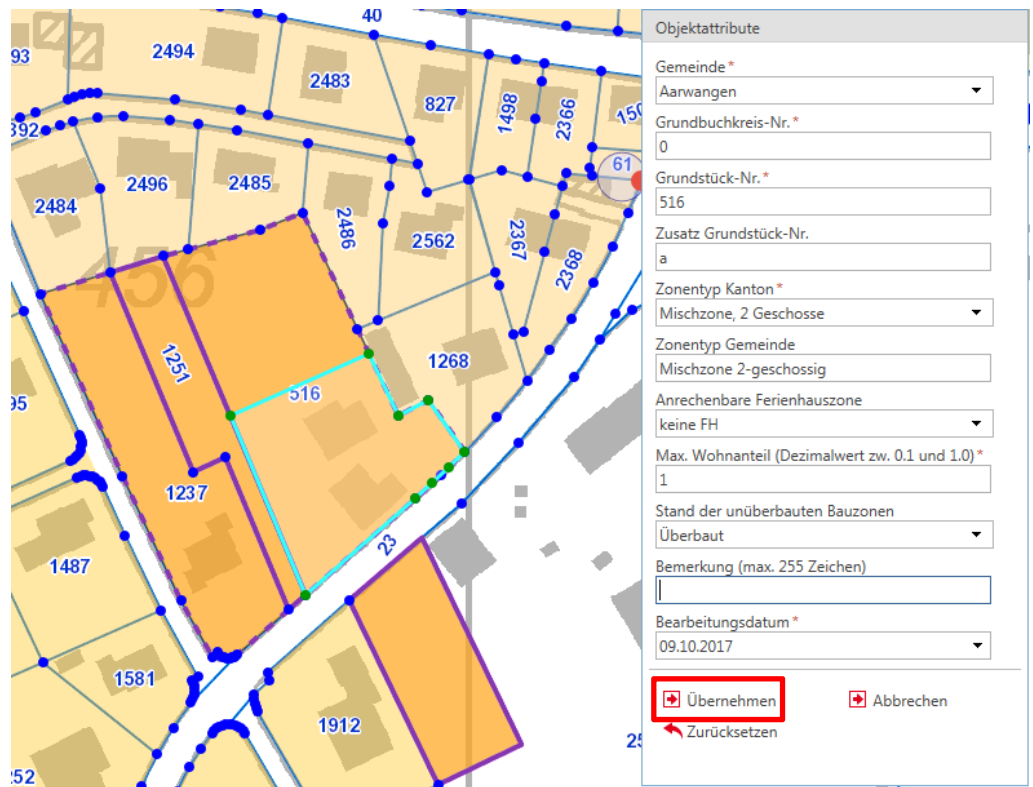 40
93
2494
2483
827
1498
2366
150
392
61
2496
2485
2484
2486
2562
2367
2368
456
1251
1268
516
95
1237
23
1487
1581
1912
252
25
Objektattribute
Gemeinde*
Aarwangen
Grundbuchkreis-Nr.*
0
Grundstück-Nr.*
516
Zusatz Grundstück-Nr.
a
Zonentyp Kanton*
Mischzone, 2 Geschosse
Zonentyp Gemeinde
Mischzone 2-geschossig
Anrechenbare Ferienhauszone
keine FH
Max. Wohnanteil (Dezimalwert zw. 0.1 und 1.0)*
1
Stand der unüberbauten Bauzonen
Überbaut
Bemerkung (max. 255 Zeichen)
Bearbeitungsdatum*
09.10.2017
Übernehmen Abbrechen
Zurücksetzen